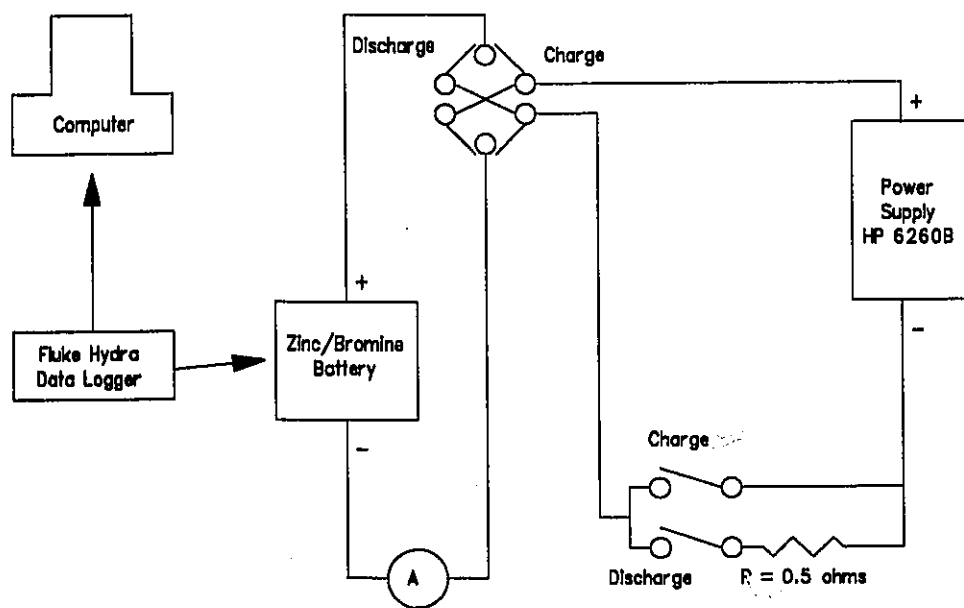 Discharge
Charge
Computer
+
Power
Supply
HP 6260B
+
-
Zinc/Bromine
Battery
Fluke Hydra
Data Logger
-
Charge
A
Discharge
R = 0.5 ohms